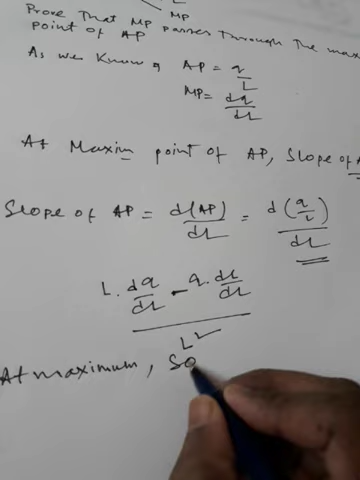 MP
Prove That MP Passes Through The max
point of AP
As we know, AP = q/L
MP = dq/dL
At Maxim point of AP, Slope of A
Slope of AP = d(AP)/dL = d(q/L)/dL
L. dq/dL - q. dL/dL
L²
At maximum, SO